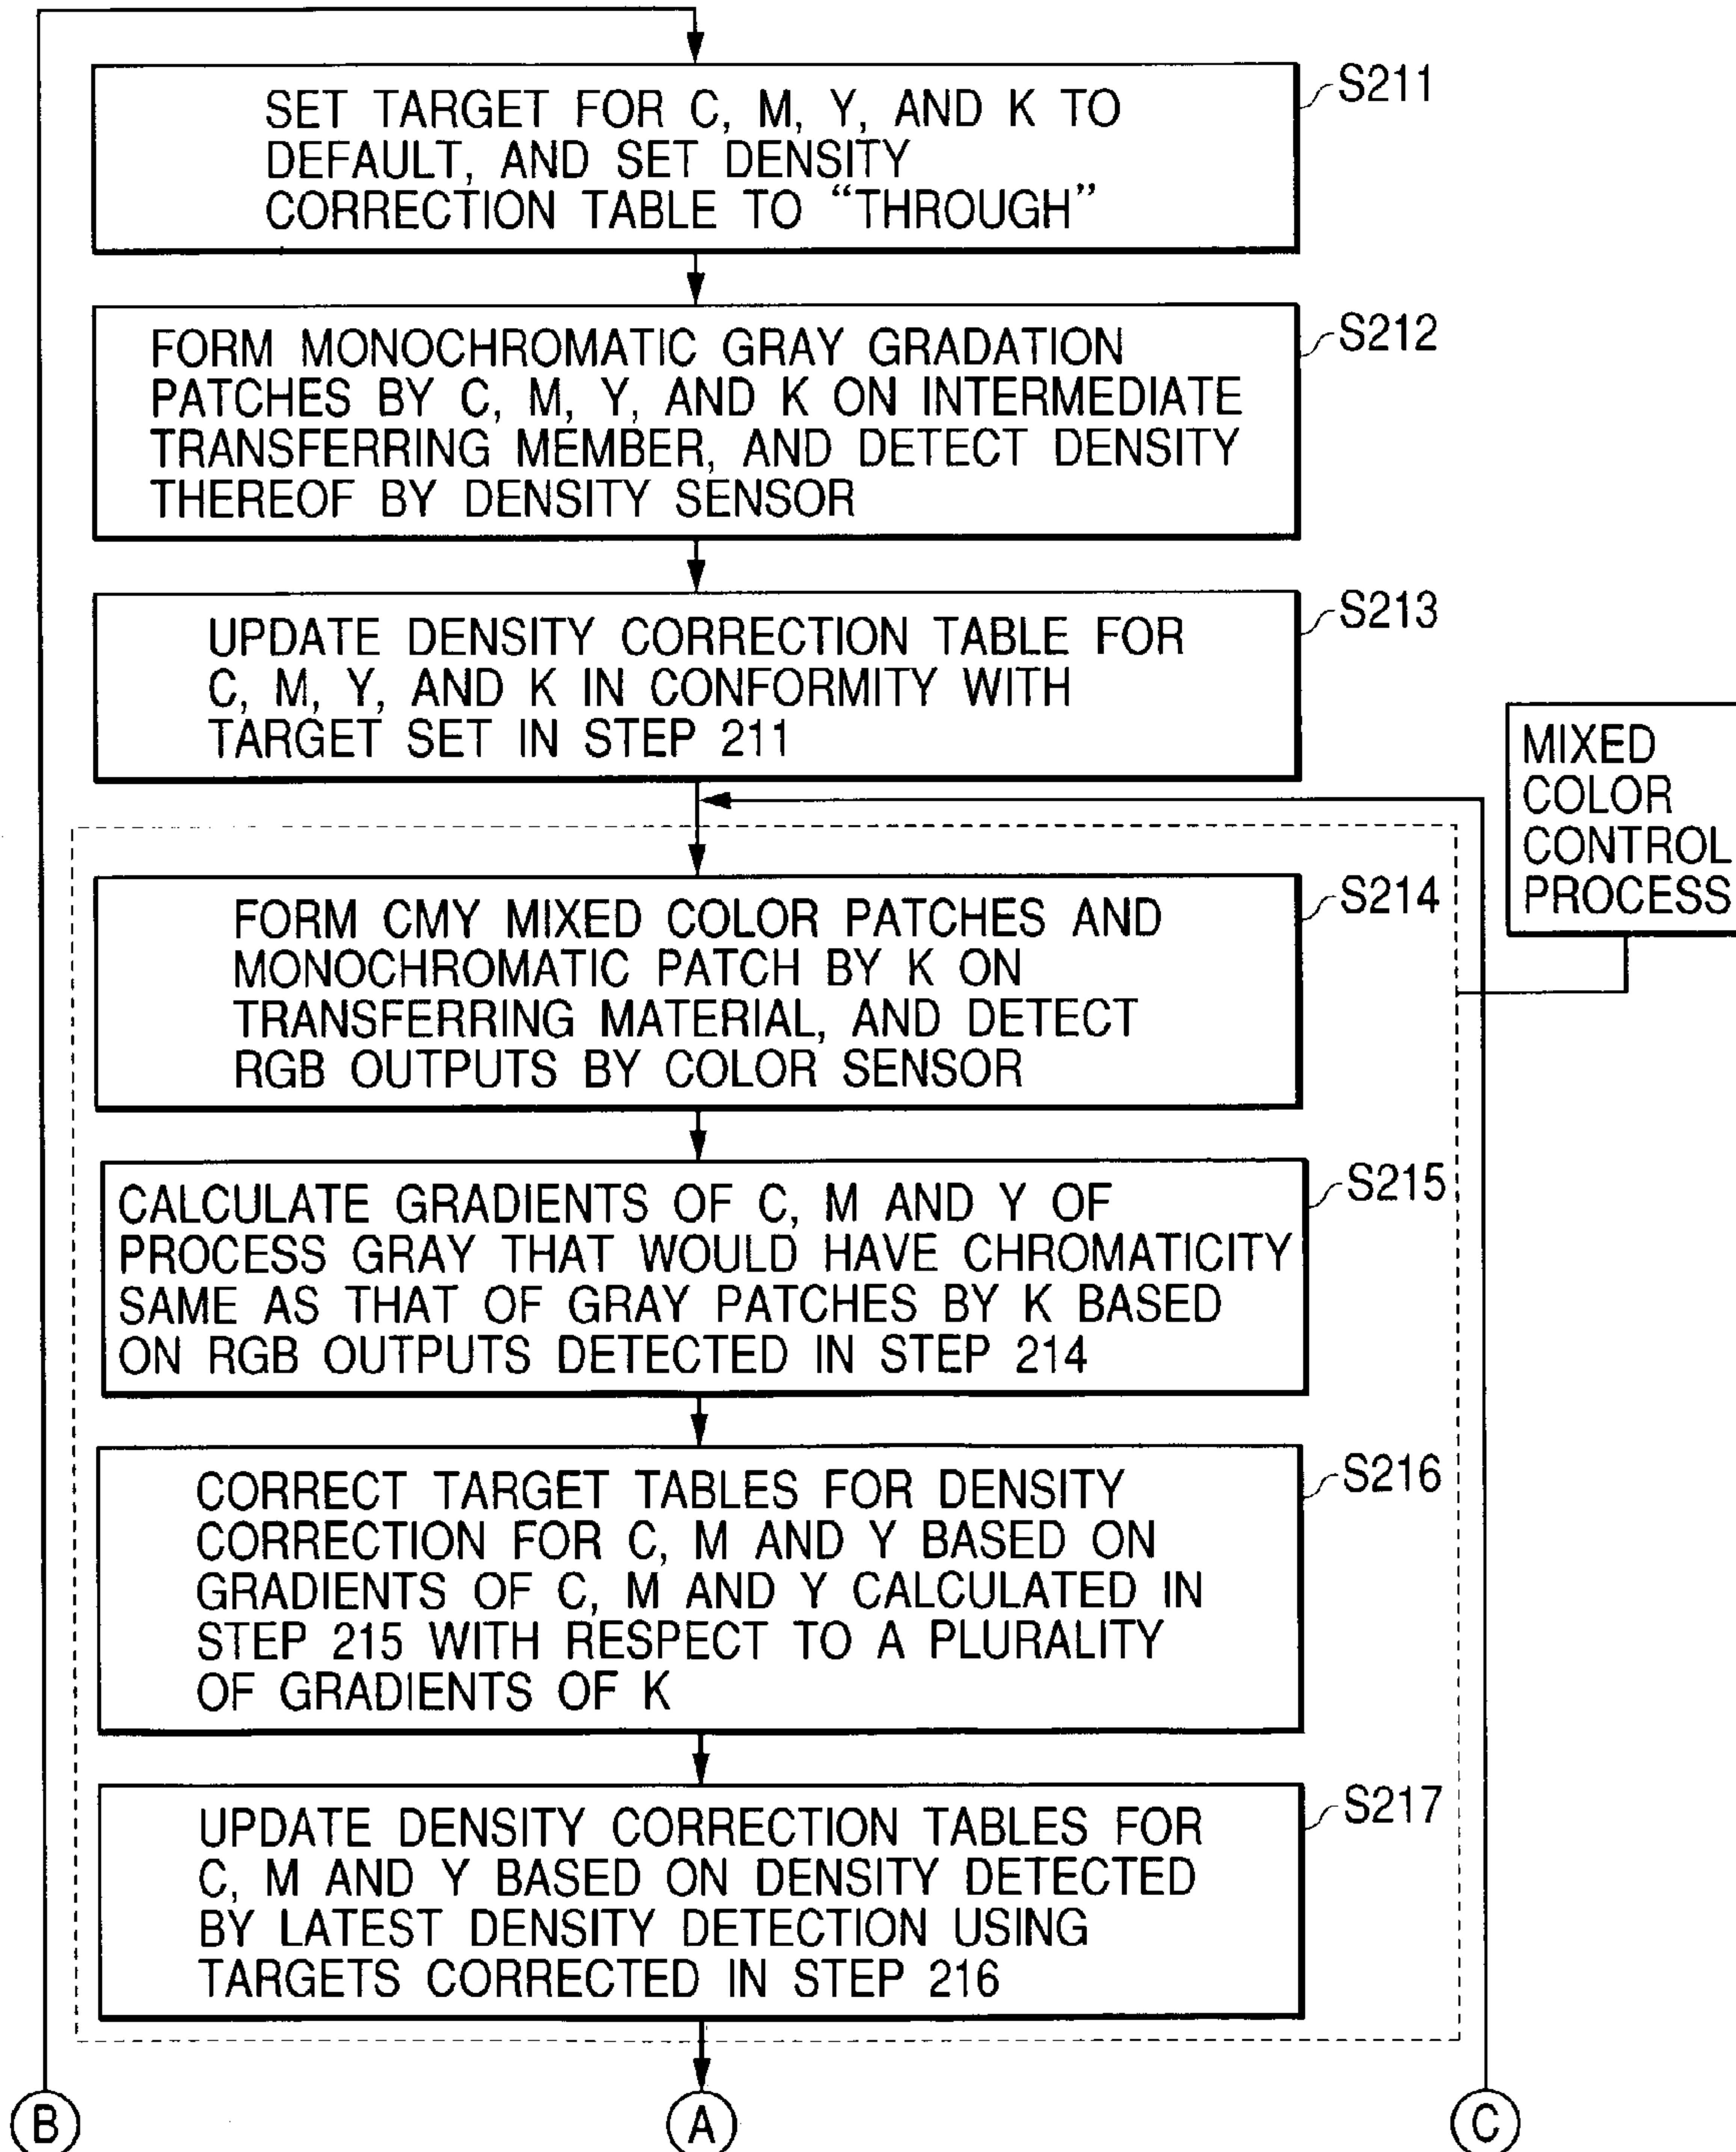 S211
SET TARGET FOR C, M, Y, AND K TO
DEFAULT, AND SET DENSITY
CORRECTION TABLE TO “THROUGH”
S212
FORM MONOCHROMATIC GRAY GRADATION
PATCHES BY C, M, Y, AND K ON INTERMEDIATE
TRANSFERRING MEMBER, AND DETECT DENSITY
THEREOF BY DENSITY SENSOR
S213
UPDATE DENSITY CORRECTION TABLE FOR
C, M, Y, AND K IN CONFORMITY WITH
TARGET SET IN STEP 211
MIXED
COLOR
CONTROL
PROCESS
S214
FORM CMY MIXED COLOR PATCHES AND
MONOCHROMATIC PATCH BY K ON
TRANSFERRING MATERIAL, AND DETECT
RGB OUTPUTS BY COLOR SENSOR
S215
CALCULATE GRADIENTS OF C, M AND Y OF
PROCESS GRAY THAT WOULD HAVE CHROMATICITY
SAME AS THAT OF GRAY PATCHES BY K BASED
ON RGB OUTPUTS DETECTED IN STEP 214
S216
CORRECT TARGET TABLES FOR DENSITY
CORRECTION FOR C, M AND Y BASED ON
GRADIENTS OF C, M AND Y CALCULATED IN
STEP 215 WITH RESPECT TO A PLURALITY
OF GRADIENTS OF K
S217
UPDATE DENSITY CORRECTION TABLES FOR
C, M AND Y BASED ON DENSITY DETECTED
BY LATEST DENSITY DETECTION USING
TARGETS CORRECTED IN STEP 216
B
A
C